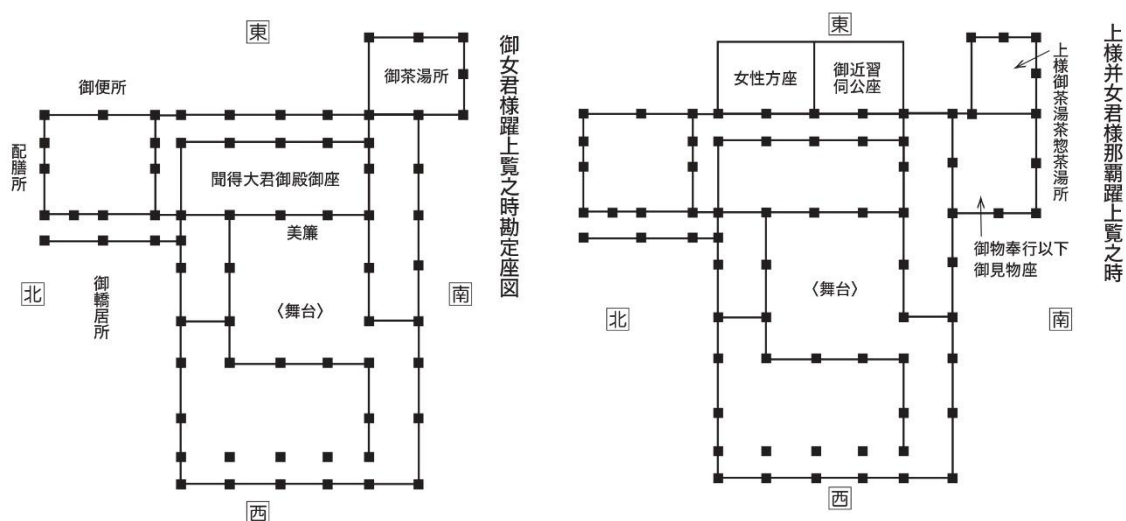 御女君様躍上覧之時勘定座図
東
御茶湯所
御便所
配膳所
聞得大君御殿御座
美簾
御轎居所
〈舞台〉
北
南
西
上様并女君様那覇躍上覧之時
東
女性方座
御近習
伺公座
上様御茶湯茶惣茶湯所
御物奉行以下
御見物座
〈舞台〉
北
南
西